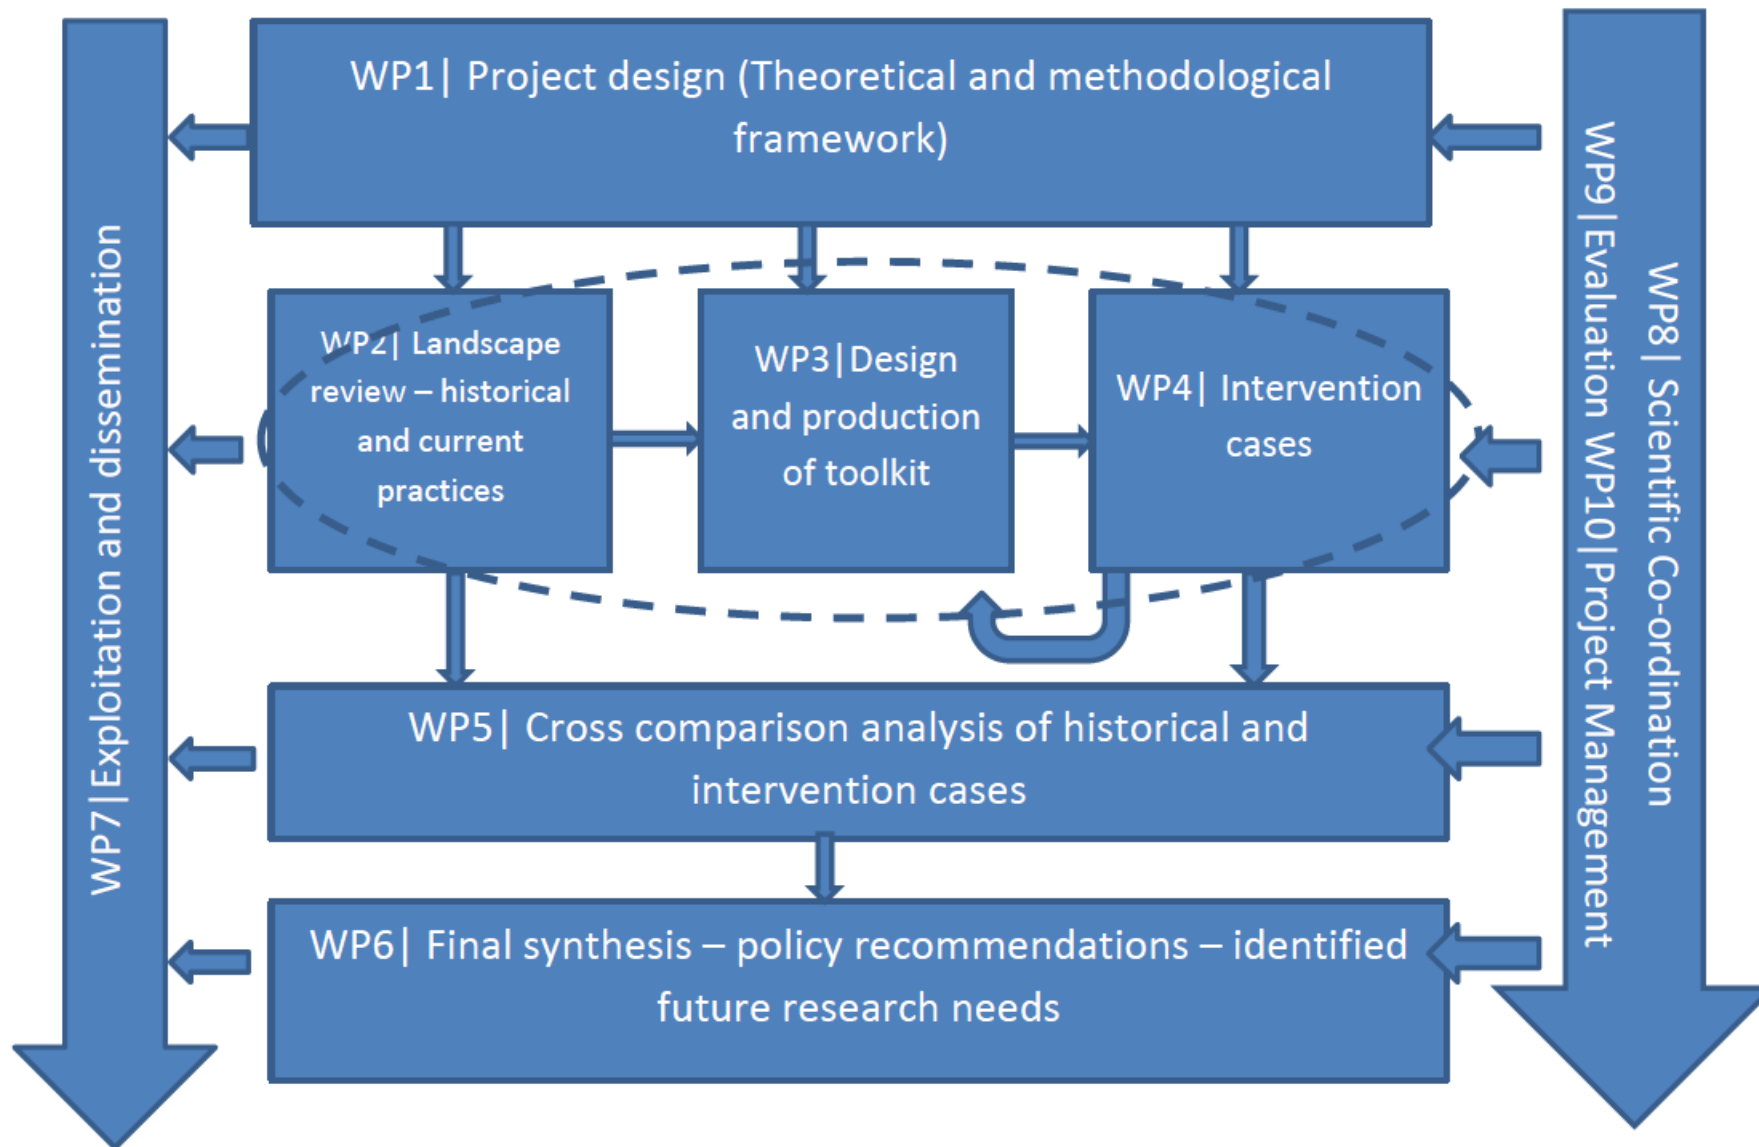 WP1| Project design (Theoretical and methodological
framework)
WP2| Landscape
review – historical
and current
practices
WP3|Design
and production
of toolkit
WP4| Intervention
cases
WP5| Cross comparison analysis of historical and
intervention cases
WP6| Final synthesis – policy recommendations – identified
future research needs
WP7|Exploitation and dissemination
WP8| Scientific Co-ordination
WP9|Evaluation WP10|Project Management